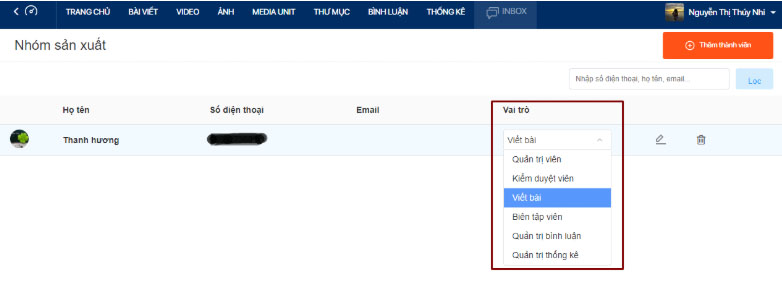 TRANG CHỦ BÀI VIẾT VIDEO ẢNH MEDIA UNIT THƯ MỤC BÌNH LUẬN THỐNG KÊ INBOX Nguyễn Thị Thúy Nhi
Nhóm sản xuất
Thêm thành viên
Nhập số điện thoại, họ tên, email...
Lọc
Họ tên Số điện thoại Email Vai trò
Thanh hương Viết bài
Quản trị viên
Kiểm duyệt viên
Viết bài
Biên tập viên
Quản trị bình luận
Quản trị thống kê